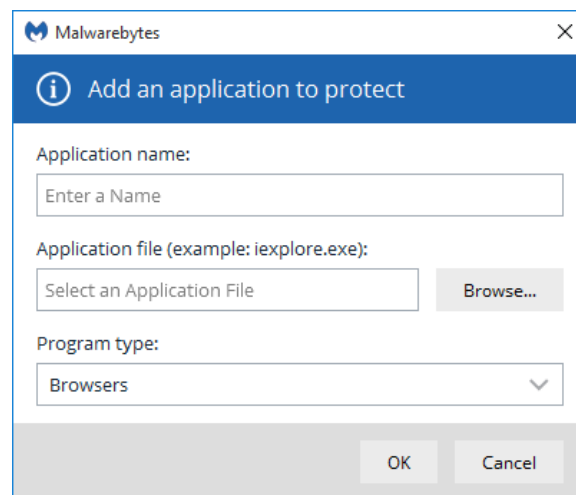 Malwarebytes
Add an application to protect
Application name:
Enter a Name
Application file (example: iexplore.exe):
Select an Application File
Browse...
Program type:
Browsers
OK
Cancel